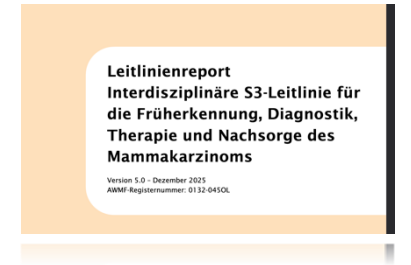 Leitlinienreport
Interdisziplinäre S3-Leitlinie für
die Früherkennung, Diagnostik,
Therapie und Nachsorge des
Mammakarzinoms
Version 5.0 – Dezember 2025
AWMF-Registernummer: 0132-045OL